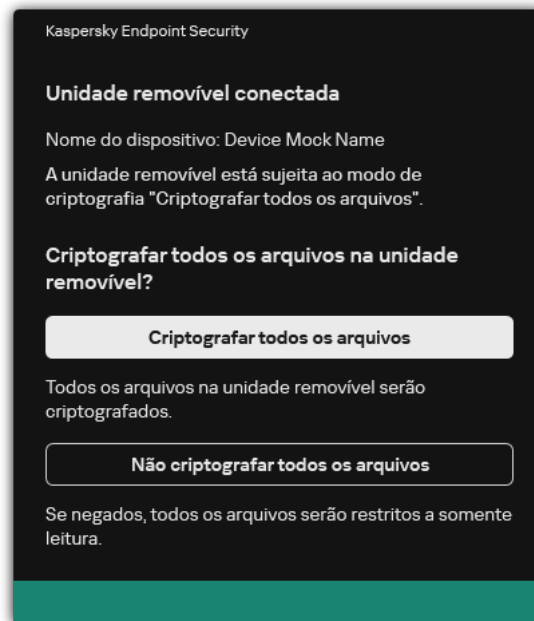 Kaspersky Endpoint Security
Unidade removível conectada
Nome do dispositivo: Device Mock Name
A unidade removível está sujeita ao modo de
criptografia "Criptografar todos os arquivos".
Criptografar todos os arquivos na unidade
removível?
Criptografar todos os arquivos
Todos os arquivos na unidade removível serão
criptografados.
Não criptografar todos os arquivos
Se negados, todos os arquivos serão restritos a somente
leitura.